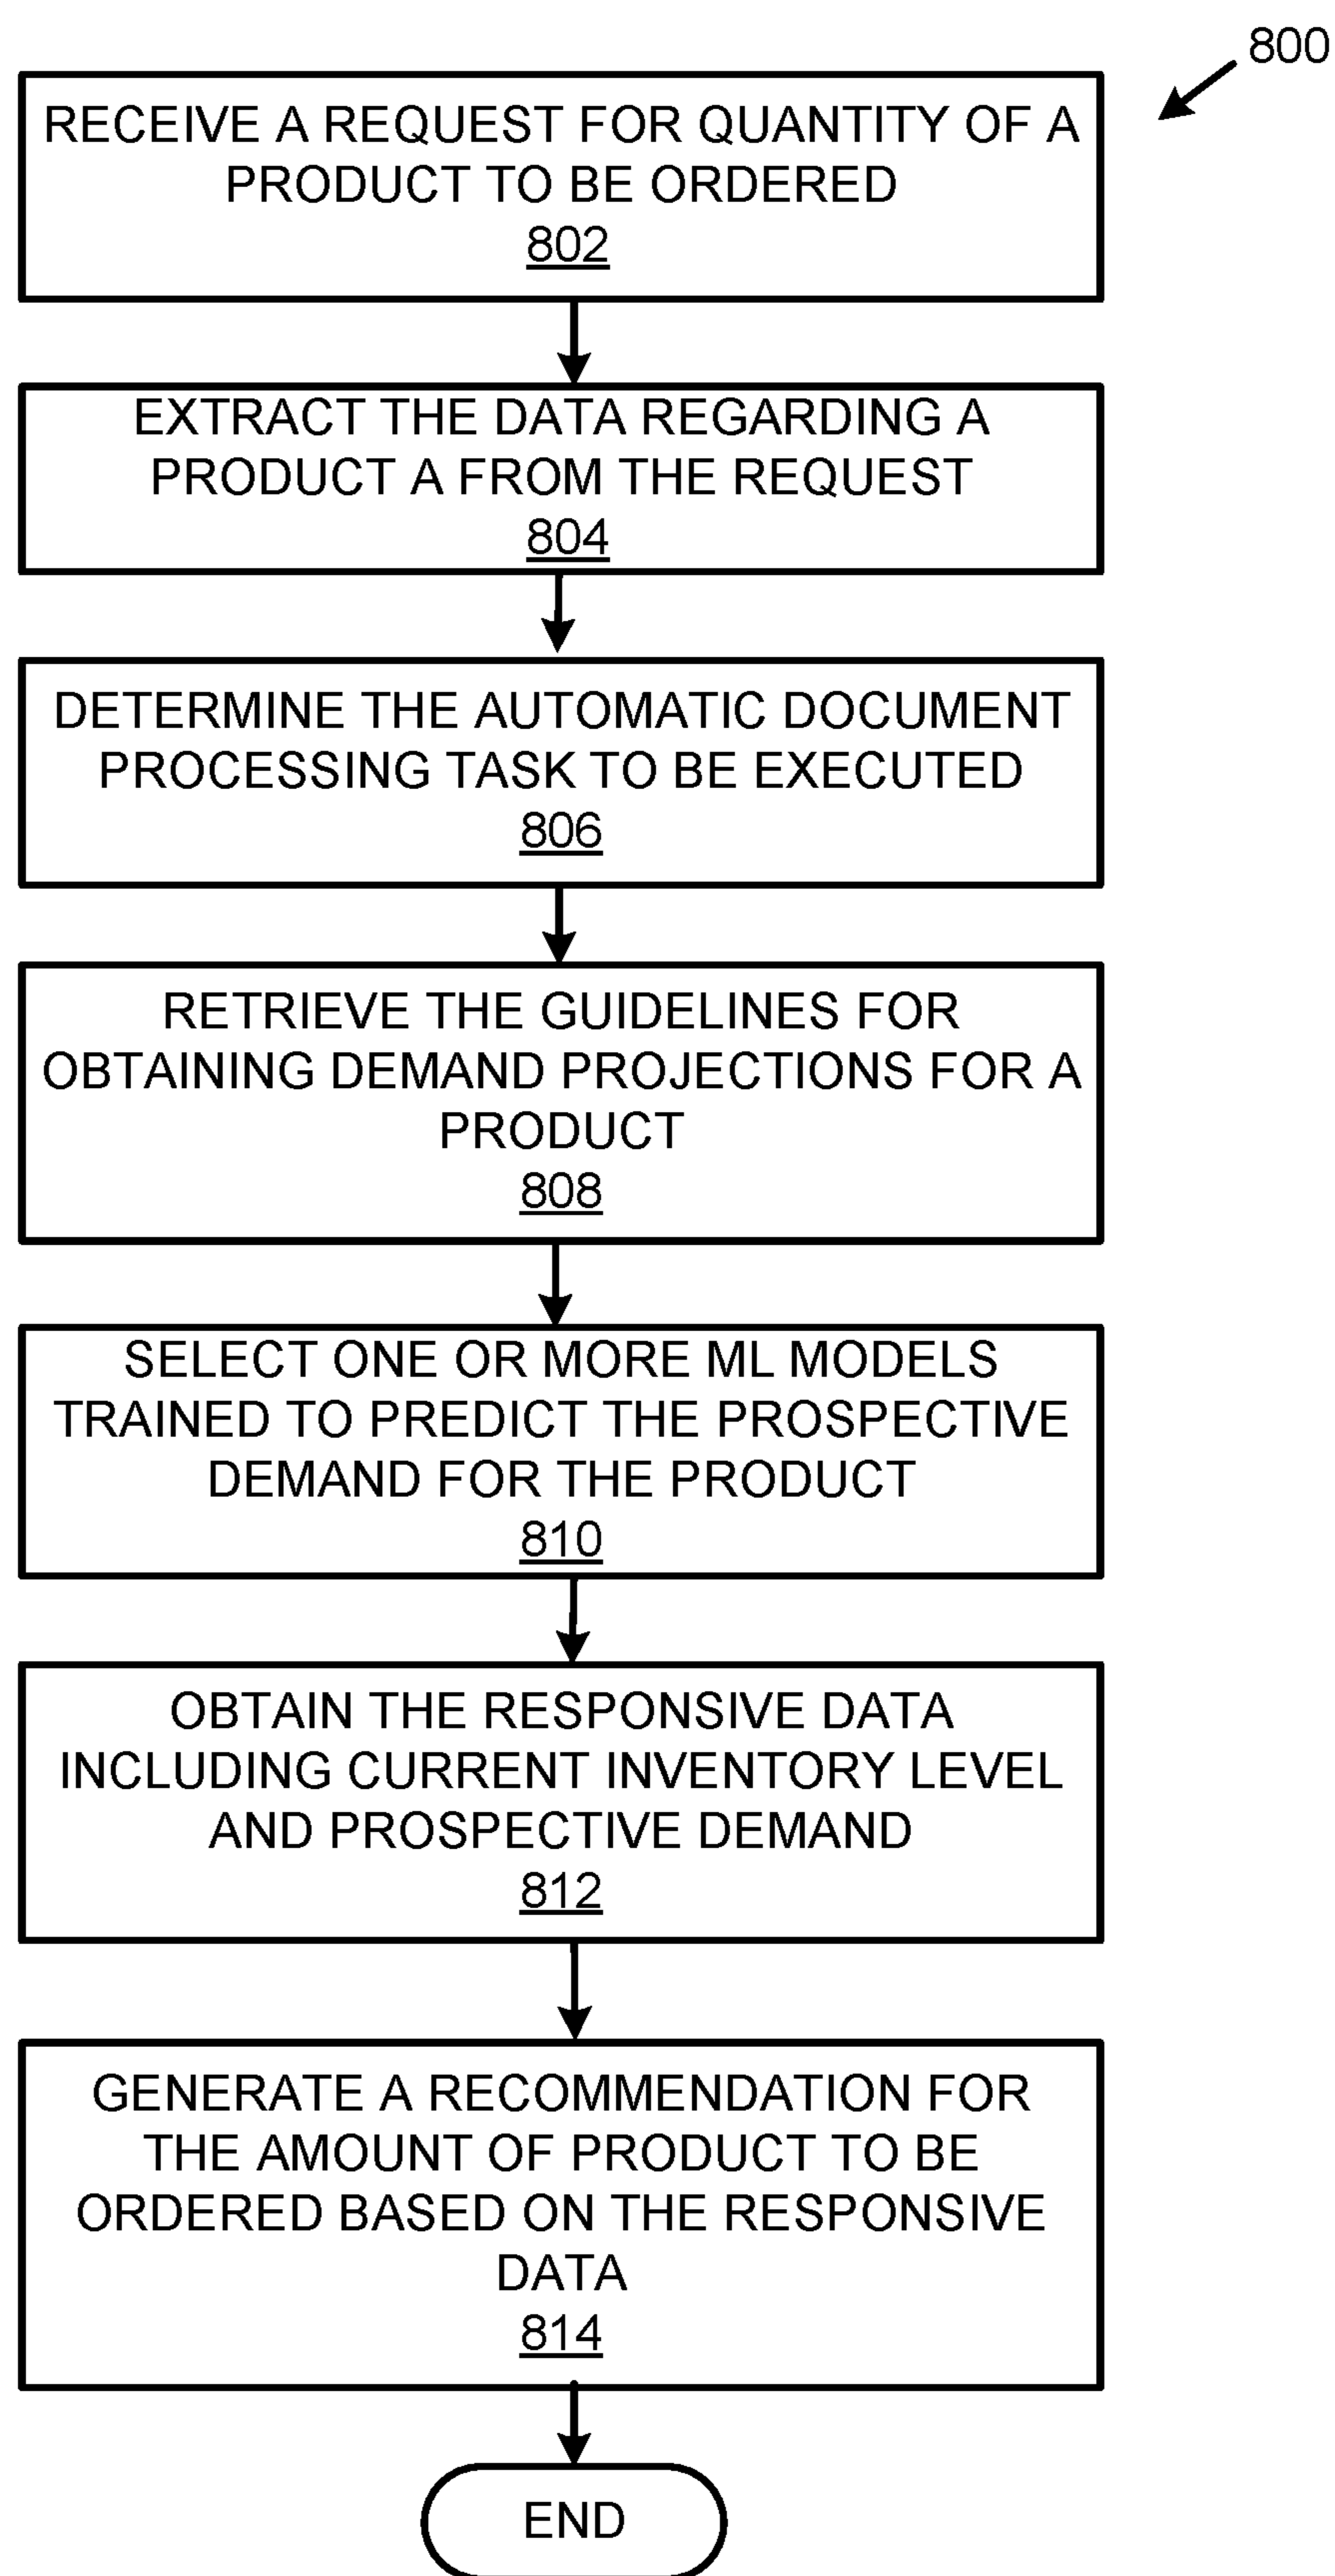 800
RECEIVE A REQUEST FOR QUANTITY OF A
PRODUCT TO BE ORDERED
802
EXTRACT THE DATA REGARDING A
PRODUCT A FROM THE REQUEST
804
DETERMINE THE AUTOMATIC DOCUMENT
PROCESSING TASK TO BE EXECUTED
806
RETRIEVE THE GUIDELINES FOR
OBTAINING DEMAND PROJECTIONS FOR A
PRODUCT
808
SELECT ONE OR MORE ML MODELS
TRAINED TO PREDICT THE PROSPECTIVE
DEMAND FOR THE PRODUCT
810
OBTAIN THE RESPONSIVE DATA
INCLUDING CURRENT INVENTORY LEVEL
AND PROSPECTIVE DEMAND
812
GENERATE A RECOMMENDATION FOR
THE AMOUNT OF PRODUCT TO BE
ORDERED BASED ON THE RESPONSIVE
DATA
814
END